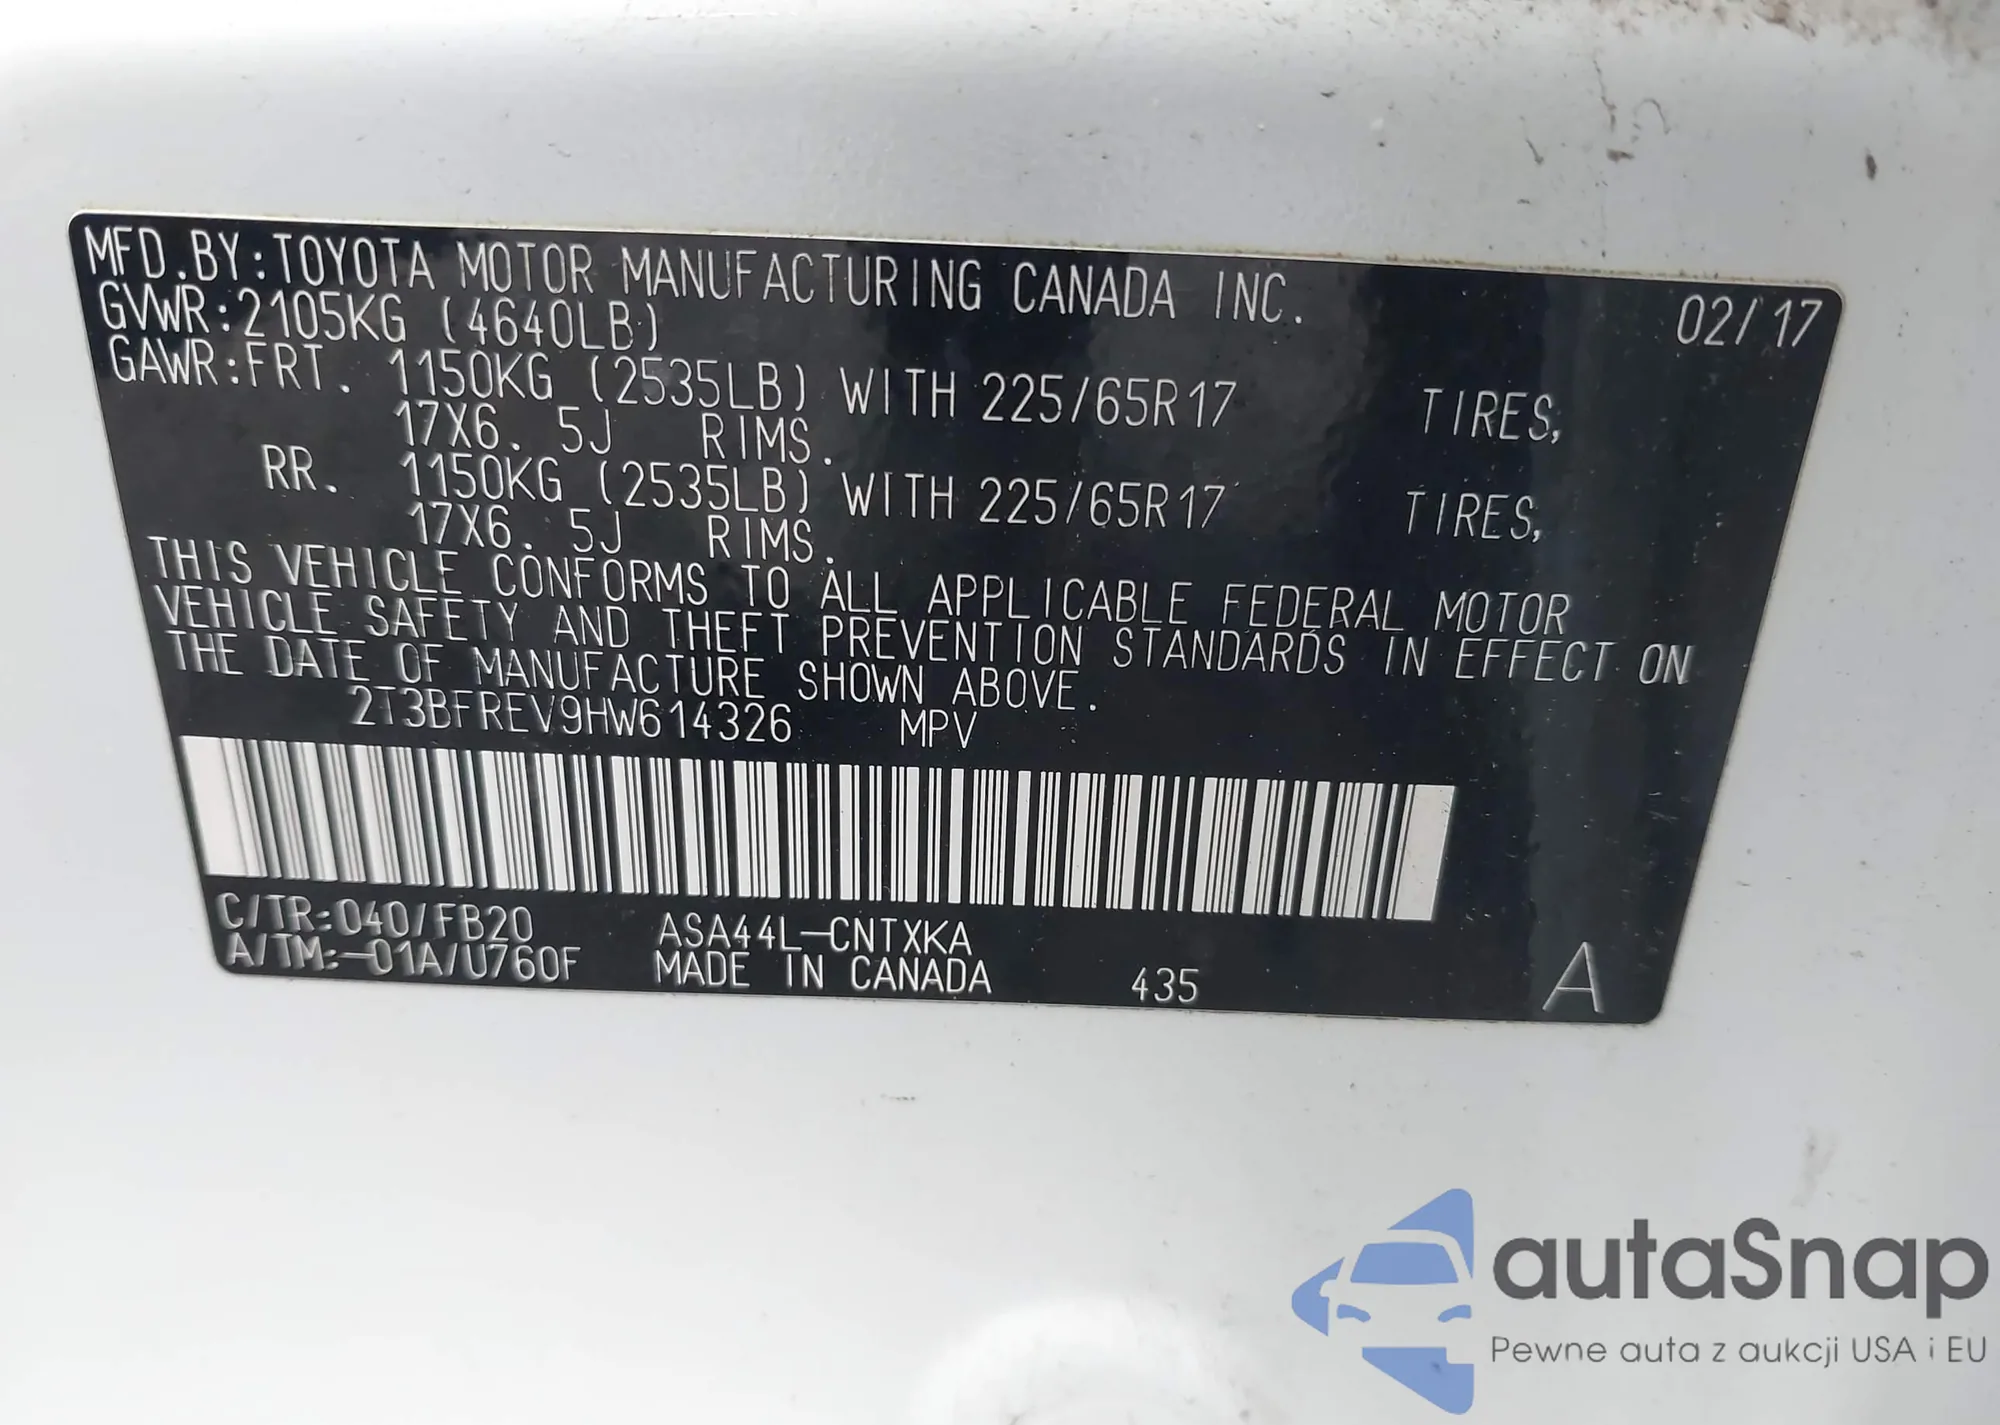 MFD.BY:TOYOTA MOTOR MANUFACTURING CANADA INC. 02/17
GVWR:2105KG (4640LB)
GAWR:FRT. 1150KG (2535LB) WITH 225/65R17 TIRES,
17X6. 5J RIMS.
RR. 1150KG (2535LB) WITH 225/65R17 TIRES,
17X6. 5J RIMS.
THIS VEHICLE CONFORMS TO ALL APPLICABLE FEDERAL MOTOR
VEHICLE SAFETY AND THEFT PREVENTION STANDARDS IN EFFECT ON
THE DATE OF MANUFACTURE SHOWN ABOVE.
2T3BFREV9HW614326 MPV
C/TR:040/FB20 ASA44L-CNTXKA
A/TM:-01A/U760F MADE IN CANADA 435 A
autaSnap
Pewne auta z aukcji USA i EU